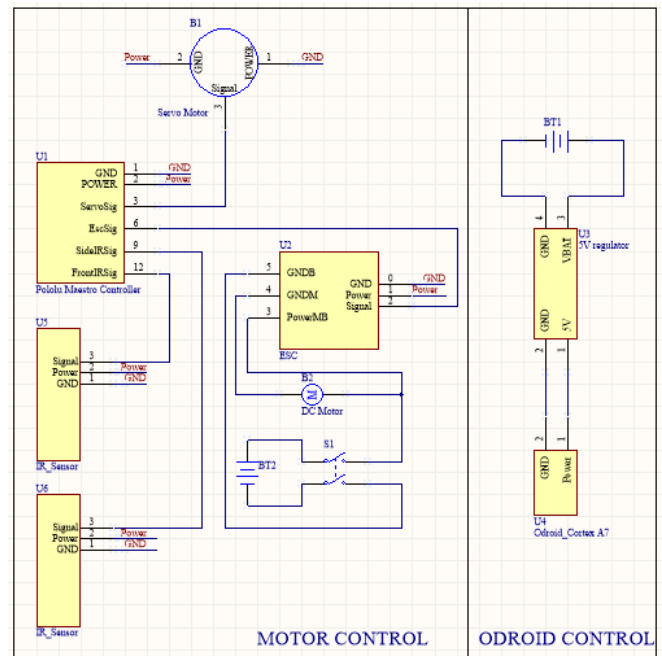 B1
Power 2 GND POWER 1 GND
Signal
3
Servo Motor
U1
GND 1 GND
POWER 2 Power
ServoSig 3
EscSig 6
SideIRSig 9
FrontIRSig 12
Pololu Maestro Controller
U2
5 GNDB
4 GNDM
3 PowerMB
GND 0 GND
Power 1 Power
Signal 2
ESC
U5
Signal 3
Power 2 Power
GND 1 GND
IR_Sensor
B2
M
DC Motor
S1
BT2
U6
Signal 3
Power 2 Power
GND 1 GND
IR_Sensor
MOTOR CONTROL
BT1
4 3
GND VBAT
U3
5V regulator
GND 5V
2 1
2 1
GND Power
U4
Odroid_Cortex A7
ODROID CONTROL